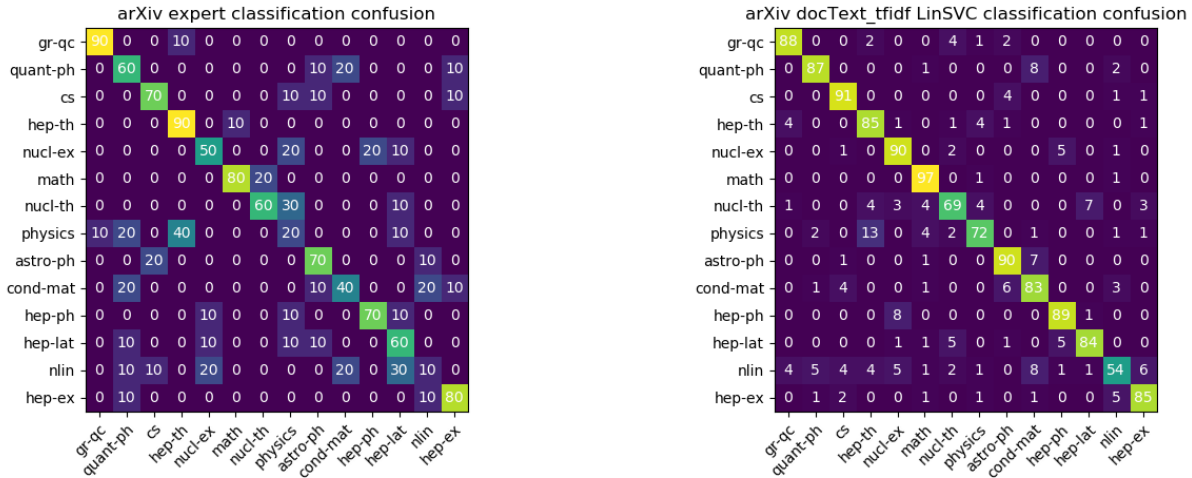 arXiv expert classification confusion
gr-qc 90 0 0 10 0 0 0 0 0 0 0 0 0 0
quant-ph 0 60 0 0 0 0 0 0 10 20 0 0 0 10
cs 0 0 70 0 0 0 0 10 10 0 0 0 0 10
hep-th 0 0 0 90 0 10 0 0 0 0 0 0 0 0
nucl-ex 0 0 0 0 50 0 0 20 0 0 20 10 0 0
math 0 0 0 0 0 80 20 0 0 0 0 0 0 0
nucl-th 0 0 0 0 0 0 60 30 0 0 0 10 0 0
physics 10 20 0 40 0 0 0 20 0 0 0 10 0 0
astro-ph 0 0 20 0 0 0 0 0 70 0 0 0 10 0
cond-mat 0 20 0 0 0 0 0 0 10 40 0 0 20 10
hep-ph 0 0 0 0 10 0 0 10 0 0 70 10 0 0
hep-lat 0 10 0 0 10 0 0 10 10 0 0 60 0 0
nlin 0 10 10 0 20 0 0 0 0 20 0 30 10 0
hep-ex 0 10 0 0 0 0 0 0 0 0 0 0 10 80
gr-qc quant-ph cs hep-th nucl-ex math nucl-th physics astro-ph cond-mat hep-ph hep-lat nlin hep-ex
arXiv docText_tfidf LinSVC classification confusion
gr-qc 88 0 0 2 0 0 4 1 2 0 0 0 0 0
quant-ph 0 87 0 0 0 1 0 0 0 8 0 0 2 0
cs 0 0 91 0 0 0 0 0 4 0 0 0 1 1
hep-th 4 0 0 85 1 0 1 4 1 0 0 0 0 1
nucl-ex 0 0 1 0 90 0 2 0 0 0 5 0 1 0
math 0 0 0 0 0 97 0 1 0 0 0 0 1 0
nucl-th 1 0 0 4 3 4 69 4 0 0 0 7 0 3
physics 0 2 0 13 0 4 2 72 0 1 0 0 1 1
astro-ph 0 0 1 0 0 1 0 0 90 7 0 0 0 0
cond-mat 0 1 4 0 0 1 0 0 6 83 0 0 3 0
hep-ph 0 0 0 0 8 0 0 0 0 0 89 1 0 0
hep-lat 0 0 0 0 1 1 5 0 1 0 5 84 0 0
nlin 4 5 4 4 5 1 2 1 0 8 1 1 54 6
hep-ex 0 1 2 0 0 1 0 0 0 1 0 0 5 85
gr-qc quant-ph cs hep-th nucl-ex math nucl-th physics astro-ph cond-mat hep-ph hep-lat nlin hep-ex